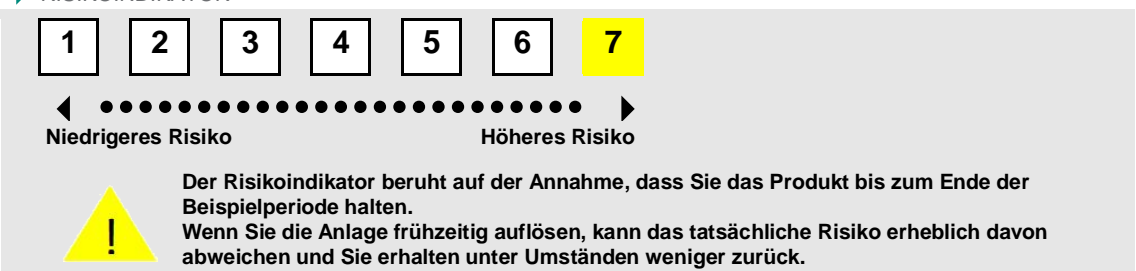 RISIKOINDIKATOR
1 2 3 4 5 6 7
Niedrigeres Risiko Höheres Risiko
Der Risikoindikator beruht auf der Annahme, dass Sie das Produkt bis zum Ende der
Beispielperiode halten.
Wenn Sie die Anlage frühzeitig auflösen, kann das tatsächliche Risiko erheblich davon
abweichen und Sie erhalten unter Umständen weniger zurück.
!